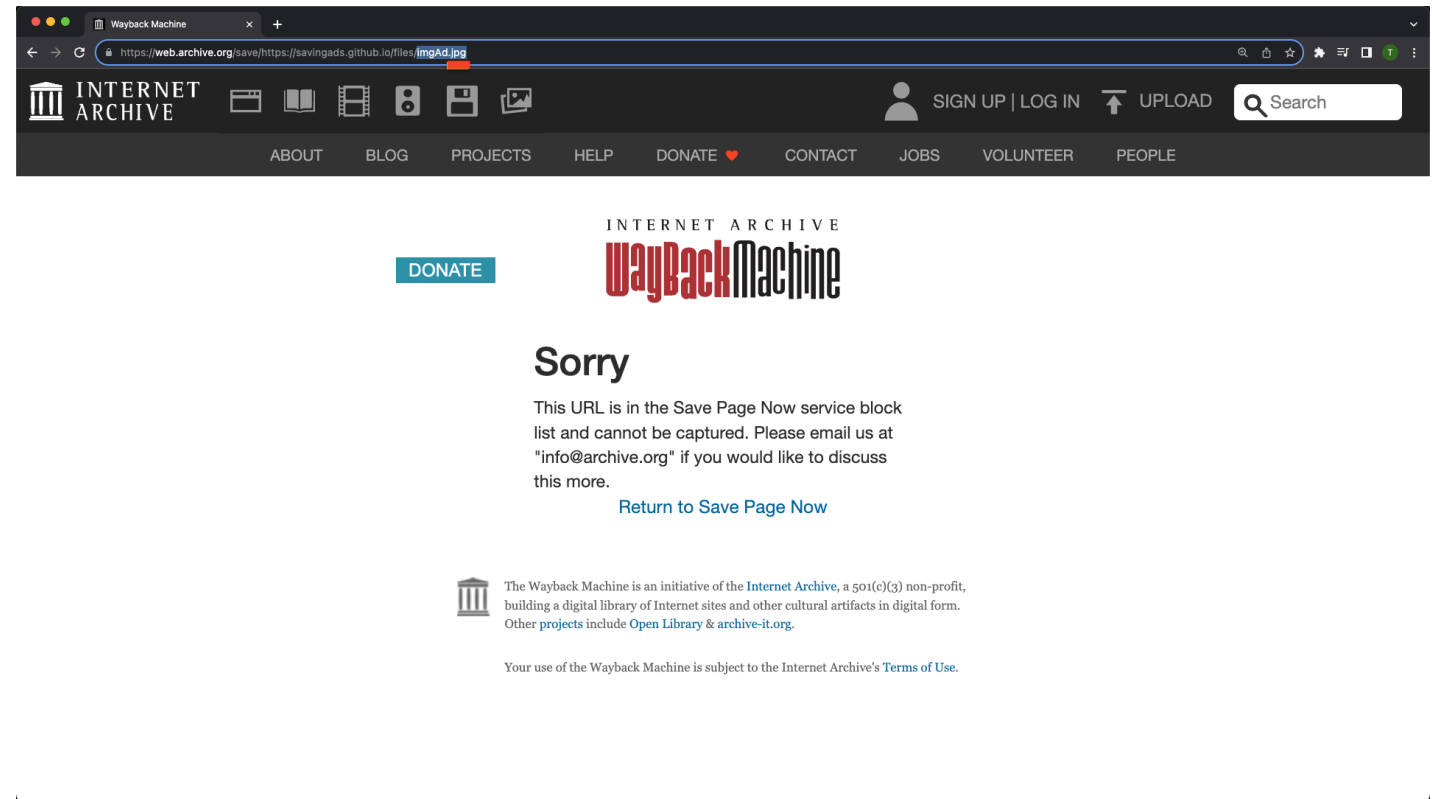 Wayback Machine
https://web.archive.org/save/https://savingads.github.io/files/imgAd.jpg
T
INTERNET
ARCHIVE
SIGN UP | LOG IN
UPLOAD
Search
ABOUT
BLOG
PROJECTS
HELP
DONATE
CONTACT
JOBS
VOLUNTEER
PEOPLE
DONATE
INTERNET ARCHIVE
WayBackMachine
Sorry
This URL is in the Save Page Now service block
list and cannot be captured. Please email us at
"info@archive.org" if you would like to discuss
this more.
Return to Save Page Now
The Wayback Machine is an initiative of the Internet Archive, a 501(c)(3) non-profit,
building a digital library of Internet sites and other cultural artifacts in digital form.
Other projects include Open Library & archive-it.org.
Your use of the Wayback Machine is subject to the Internet Archive's Terms of Use.